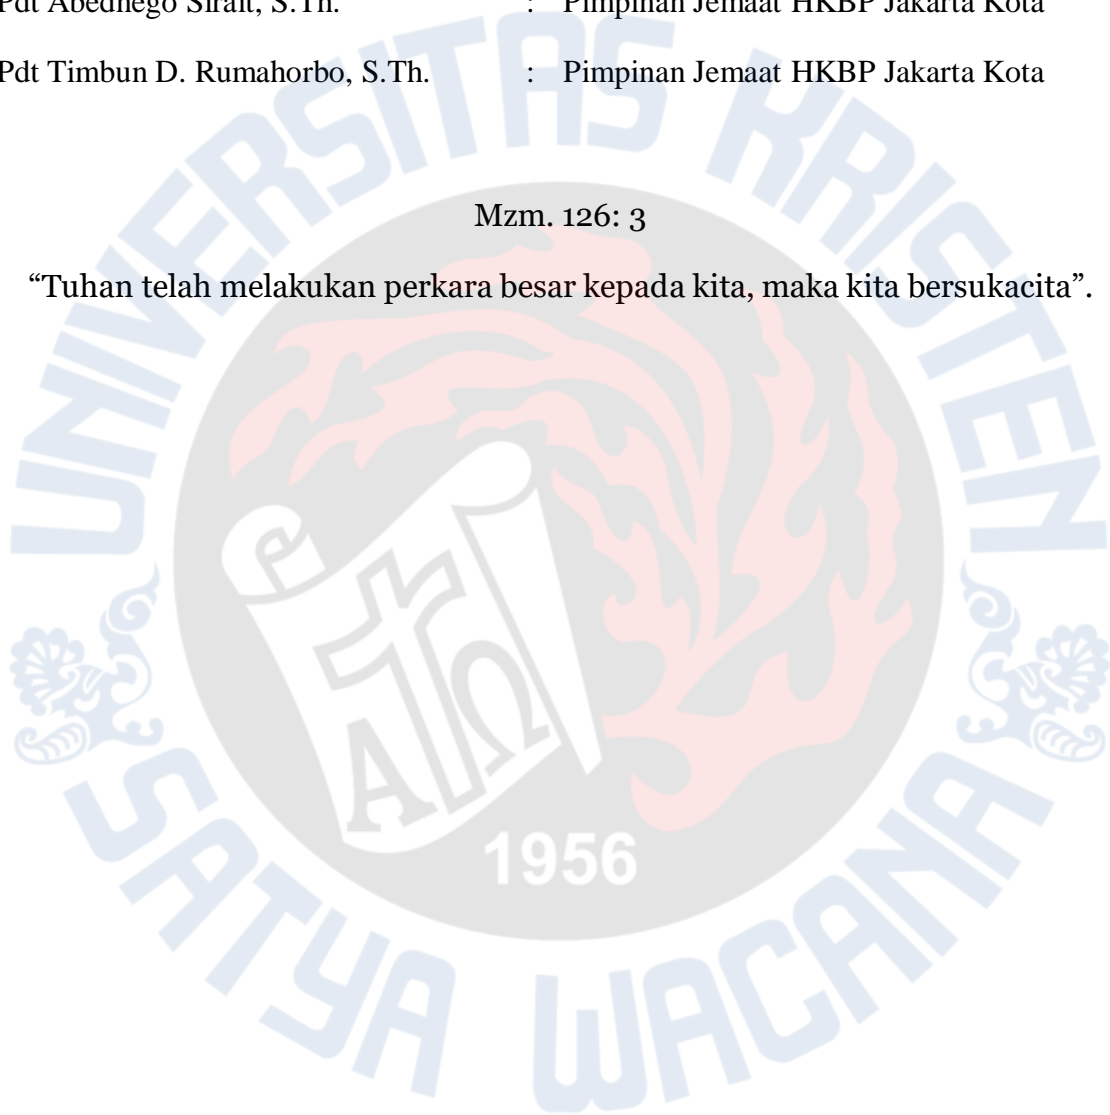 Pdt Abednego Sirait, S.Th. : Pimpinan Jemaat HKBP Jakarta Kota
Pdt Timbun D. Rumahorbo, S.Th. : Pimpinan Jemaat HKBP Jakarta Kota
Mzm. 126: 3
“Tuhan telah melakukan perkara besar kepada kita, maka kita bersukacita”.
UNIVERSITAS KRISTEN
ΑΩ
1956
SATYA WACANA